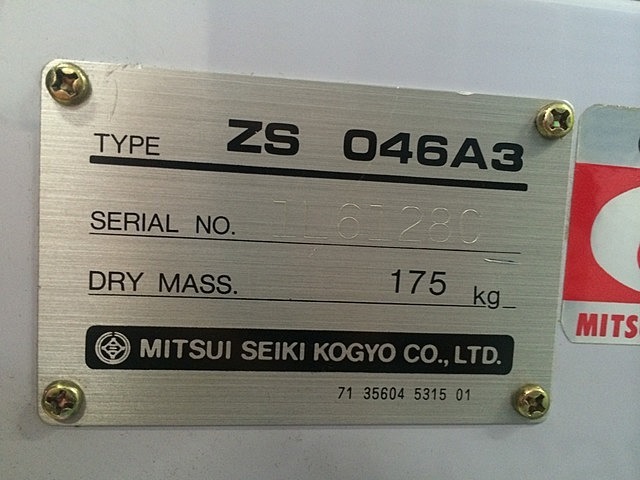 TYPE ZS 046A3
SERIAL NO.
DRY MASS. 175 kg
MITSUI SEIKI KOGYO CO., LTD.
71 35604 5315 01
MITS